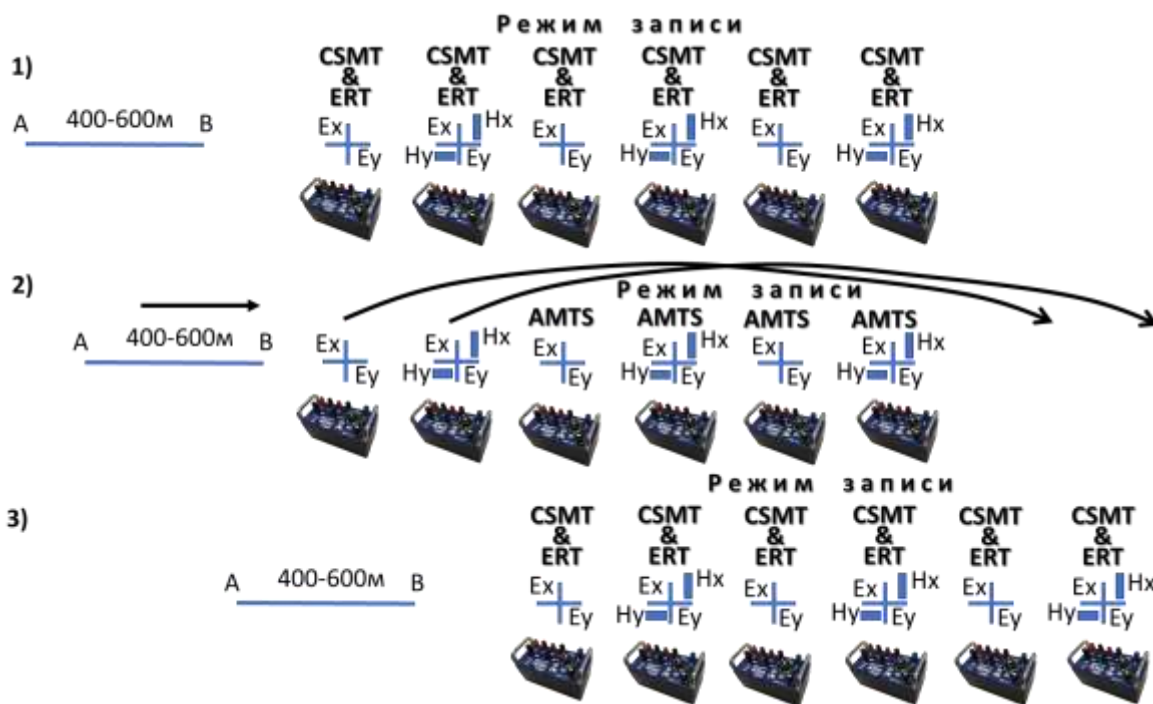 Режим записи
1)
CSMT CSMT CSMT CSMT CSMT CSMT
& & & & & &
ERT ERT ERT ERT ERT ERT
A 400-600м B
Ex Ex Hx Ex Ex Hx Ex Ex Hx
Ey Hy Ey Ey Hy Ey Ey Hy Ey
2)
Режим записи
AMTS AMTS AMTS AMTS
A 400-600м B
Ex Ex Hx Ex Ex Hx Ex Ex Hx
Ey Hy Ey Ey Hy Ey Ey Hy Ey
Режим записи
3)
CSMT CSMT CSMT CSMT CSMT CSMT
& & & & & &
ERT ERT ERT ERT ERT ERT
A 400-600м B
Ex Ex Hx Ex Ex Hx Ex Ex Hx
Ey Hy Ey Ey Hy Ey Ey Hy Ey